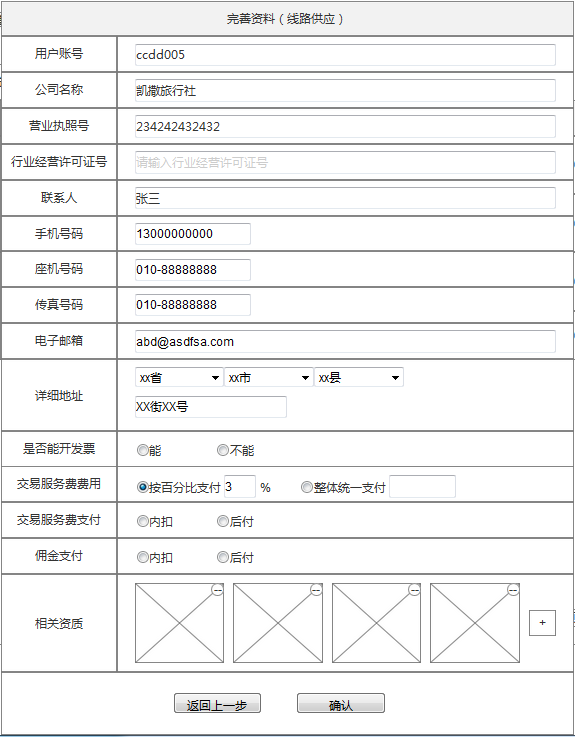 完善资料（线路供应）
用户账号 ccdd005
公司名称 凯撒旅行社
营业执照号 234242432432
行业经营许可证号 请输入行业经营许可证号
联系人 张三
手机号码 13000000000
座机号码 010-88888888
传真号码 010-88888888
电子邮箱 abd@asdfsa.com
详细地址 xx省 xx市 xx县
XX街XX号
是否能开发票 能 不能
交易服务费费用 按百分比支付 3 % 整体统一支付
交易服务费支付 内扣 后付
佣金支付 内扣 后付
相关资质 -- -- -- -- +
返回上一步 确认